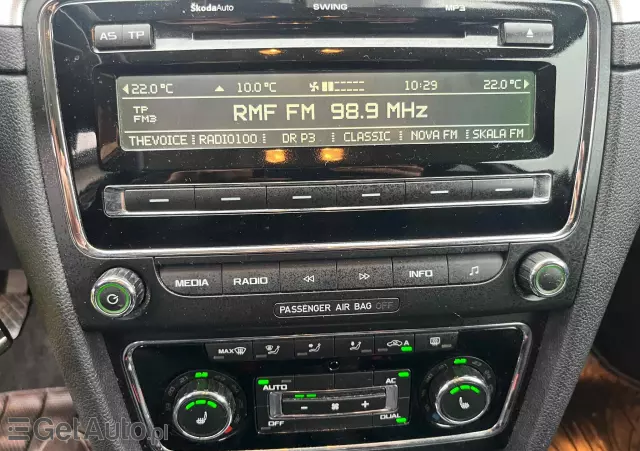 ŠkodaAuto SWING MP3
AS TP
22.0°C 10.0°C 10:29 22.0°C
TP RMF FM 98.9 MHz
FM3
THEVOICE RADIO100 DR P3 CLASSIC NOVA FM SKALA FM
MEDIA RADIO INFO
PASSENGER AIR BAG OFF
MAX A
AUTO AC
OFF DUAL
GetAuto.pl